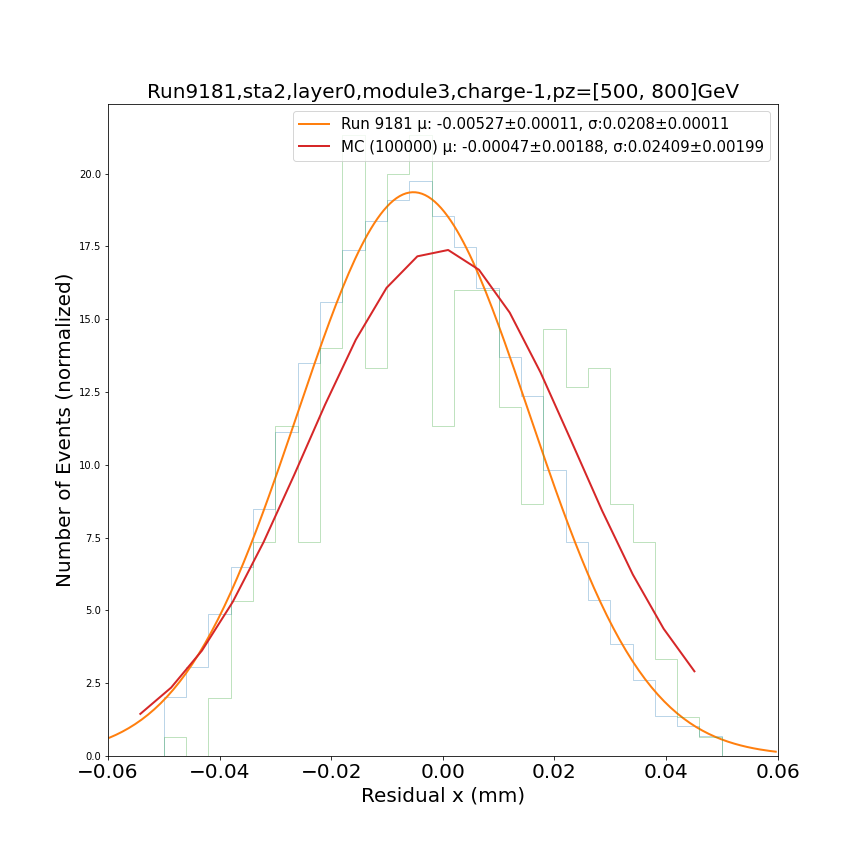 Run9181,sta2,layer0,module3,charge-1,pz=[500, 800]GeV
Run 9181 μ: -0.00527±0.00011, σ:0.0208±0.00011
MC (100000) μ: -0.00047±0.00188, σ:0.02409±0.00199
Number of Events (normalized)
20.0
17.5
15.0
12.5
10.0
7.5
5.0
2.5
0.0
−0.06 −0.04 −0.02 0.00 0.02 0.04 0.06
Residual x (mm)